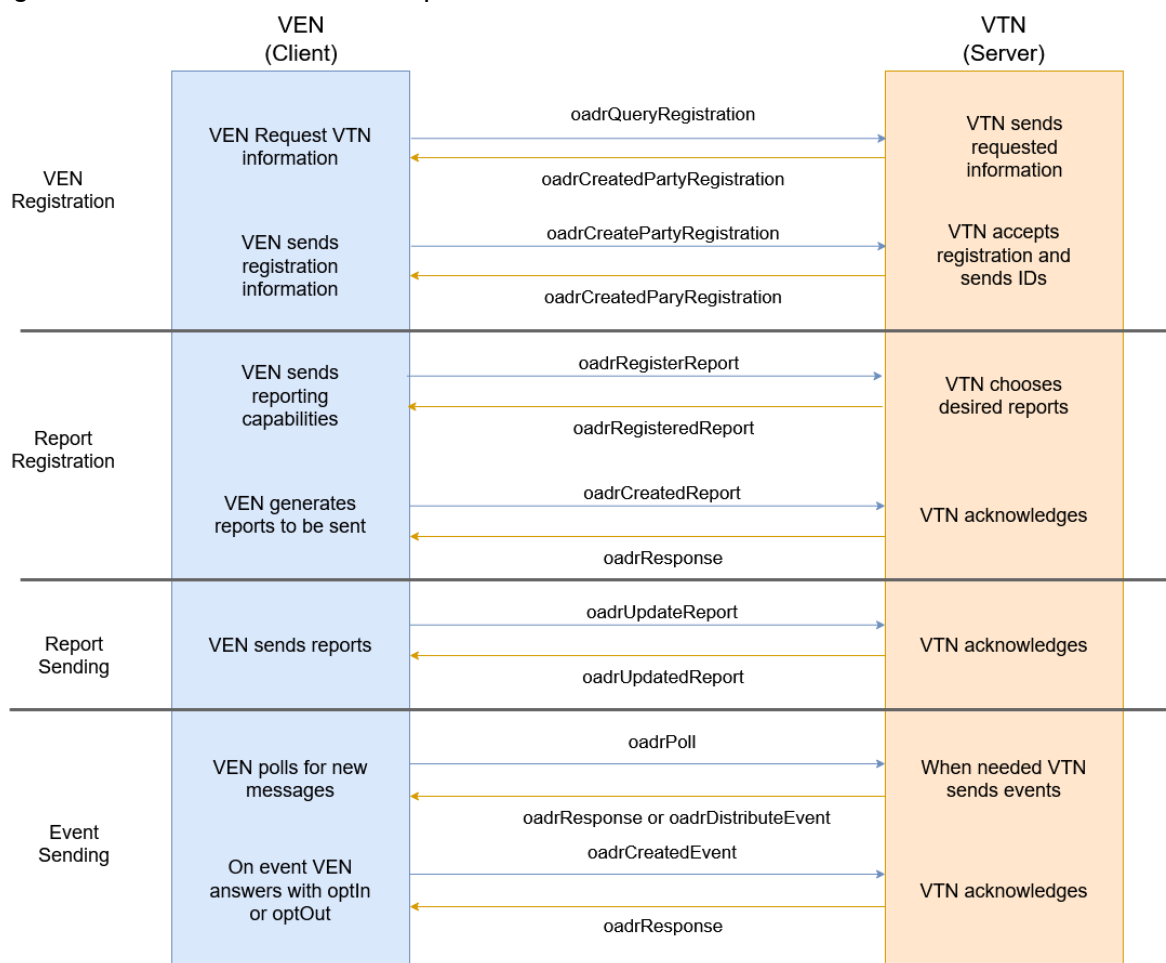 VEN
(Client)
VTN
(Server)
VEN
Registration
VEN Request VTN
information
oadrQueryRegistration
oadrCreatedPartyRegistration
VTN sends
requested
information
VEN sends
registration
information
oadrCreatePartyRegistration
oadrCreatedParyRegistration
VTN accepts
registration and
sends IDs
Report
Registration
VEN sends
reporting
capabilities
oadrRegisterReport
oadrRegisteredReport
VTN chooses
desired reports
VEN generates
reports to be sent
oadrCreatedReport
oadrResponse
VTN acknowledges
Report
Sending
VEN sends reports
oadrUpdateReport
oadrUpdatedReport
VTN acknowledges
Event
Sending
VEN polls for new
messages
oadrPoll
oadrResponse or oadrDistributeEvent
When needed VTN
sends events
On event VEN
answers with optIn
or optOut
oadrCreatedEvent
oadrResponse
VTN acknowledges